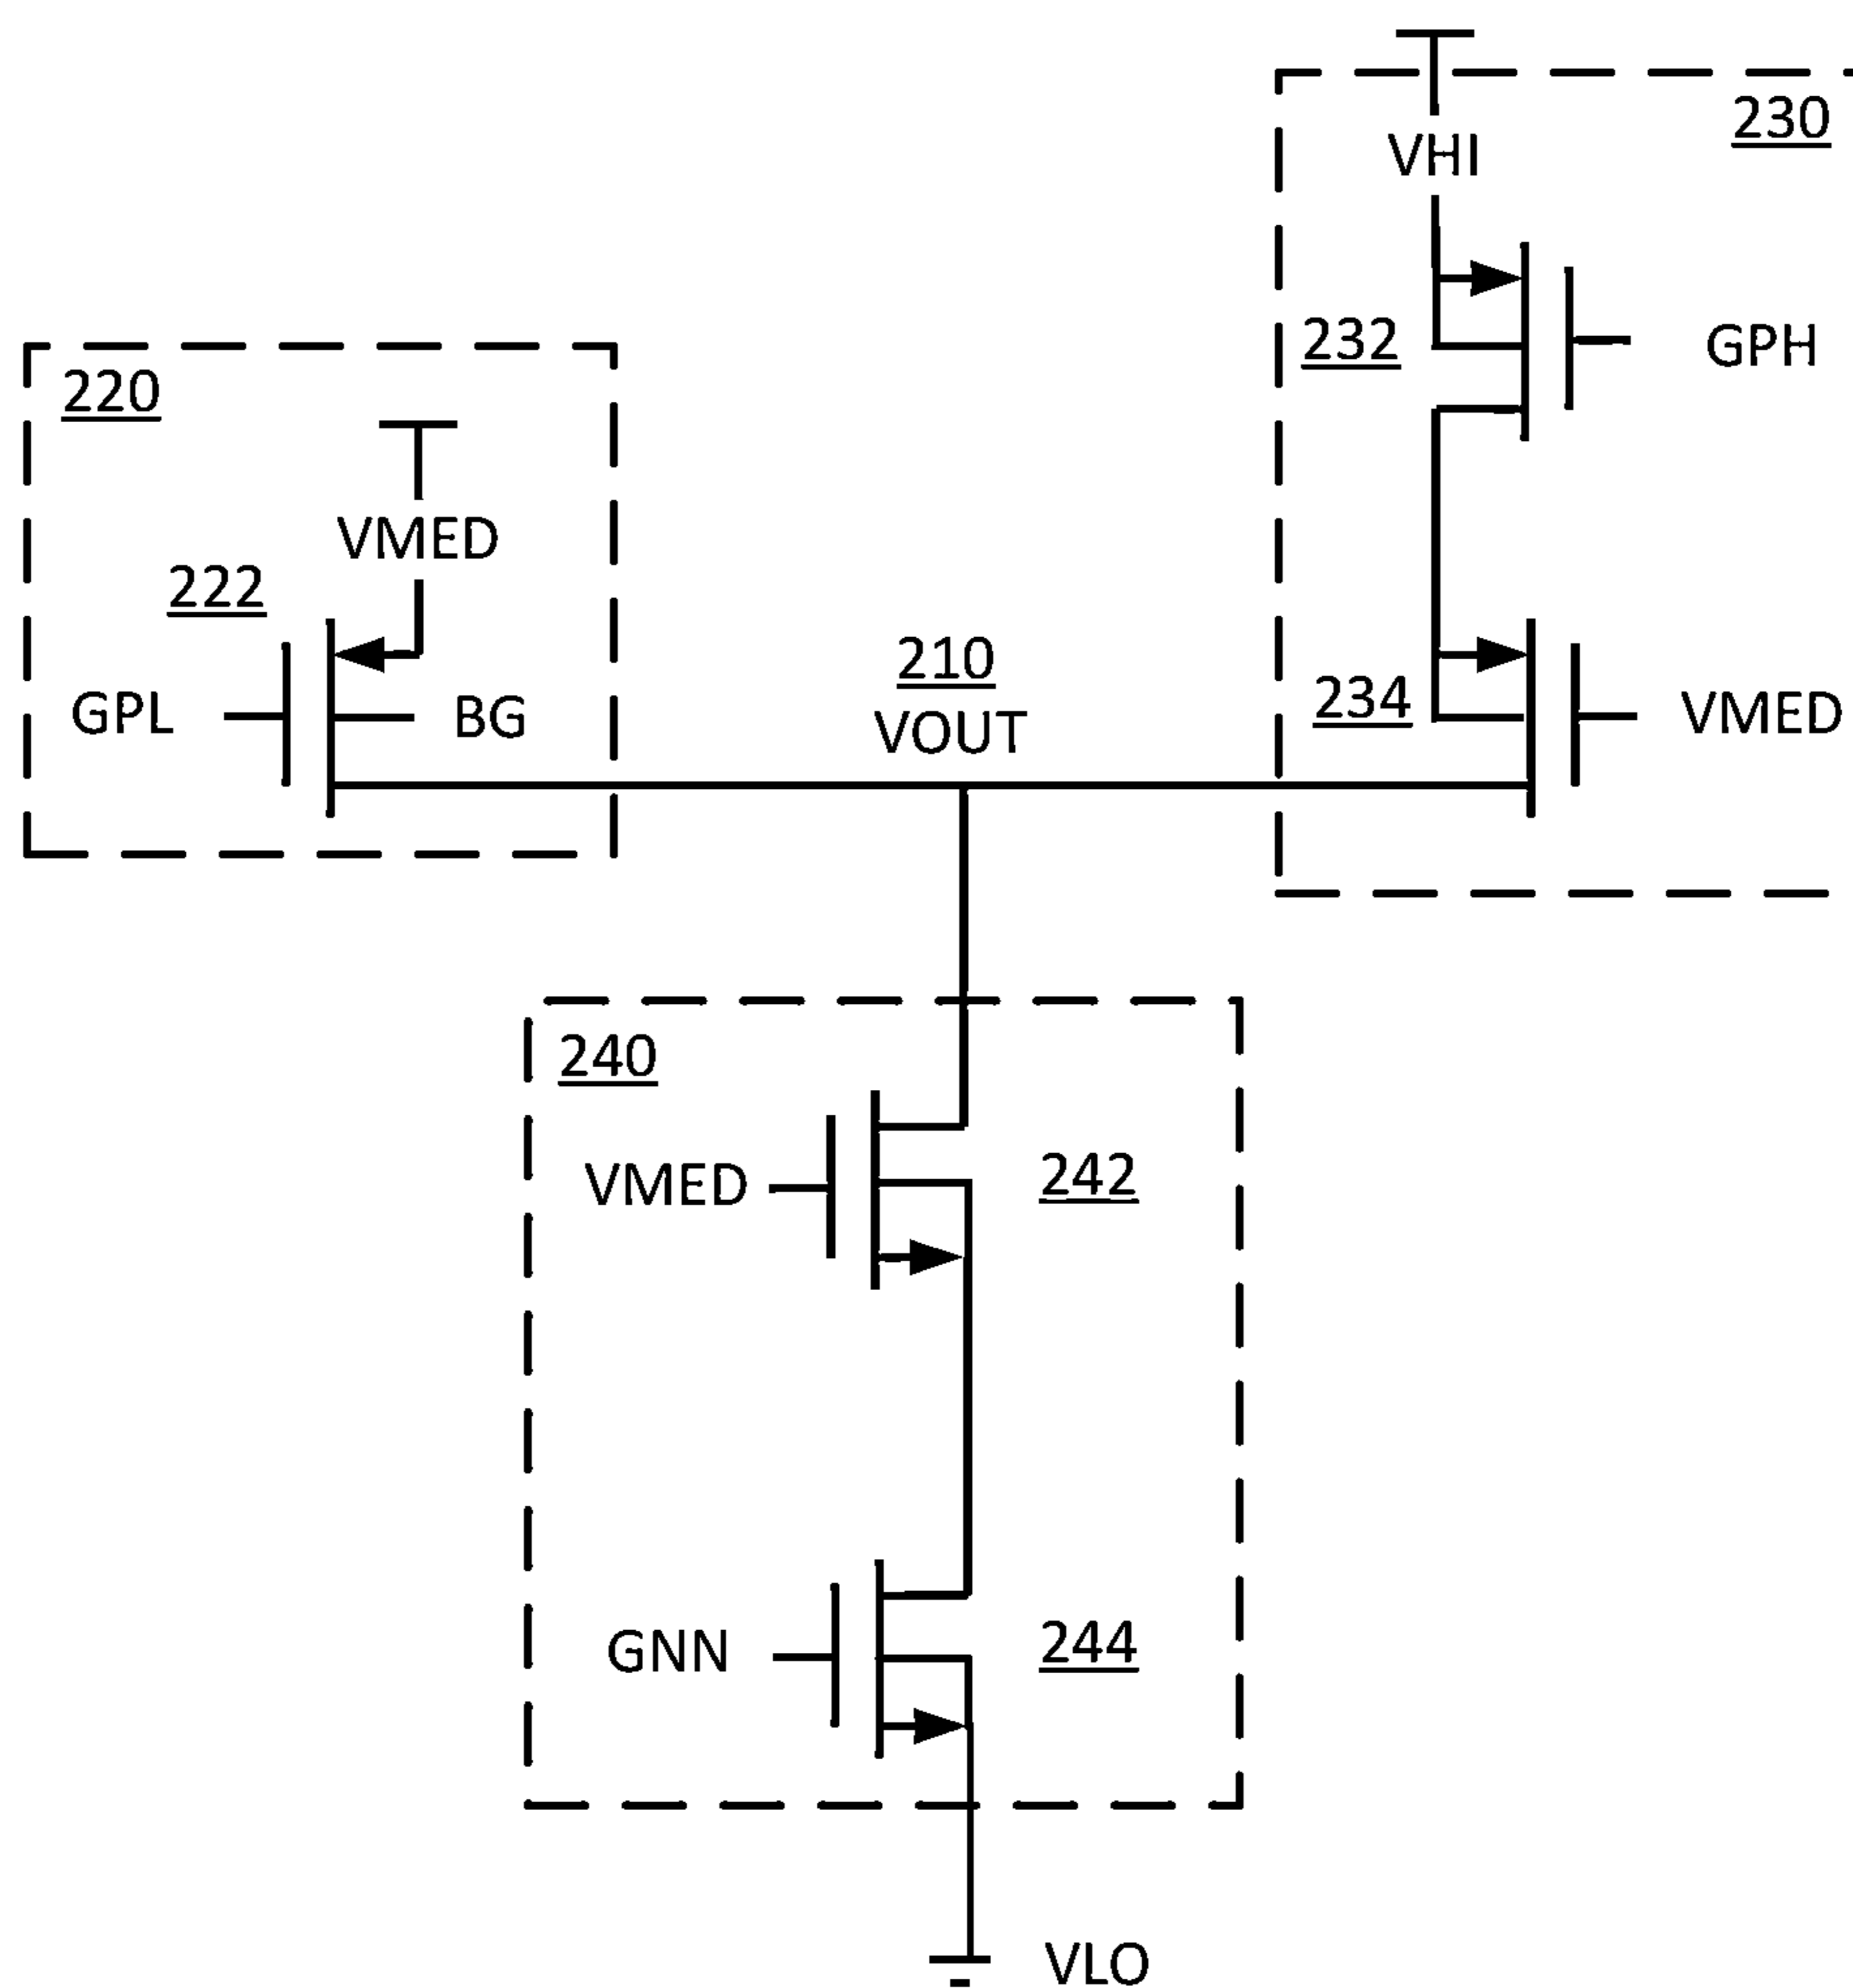 230
VHI
232
GPH
220
VMED
222
GPL
BG
210
VOUT
234
VMED
240
VMED
242
GNN
244
VLO